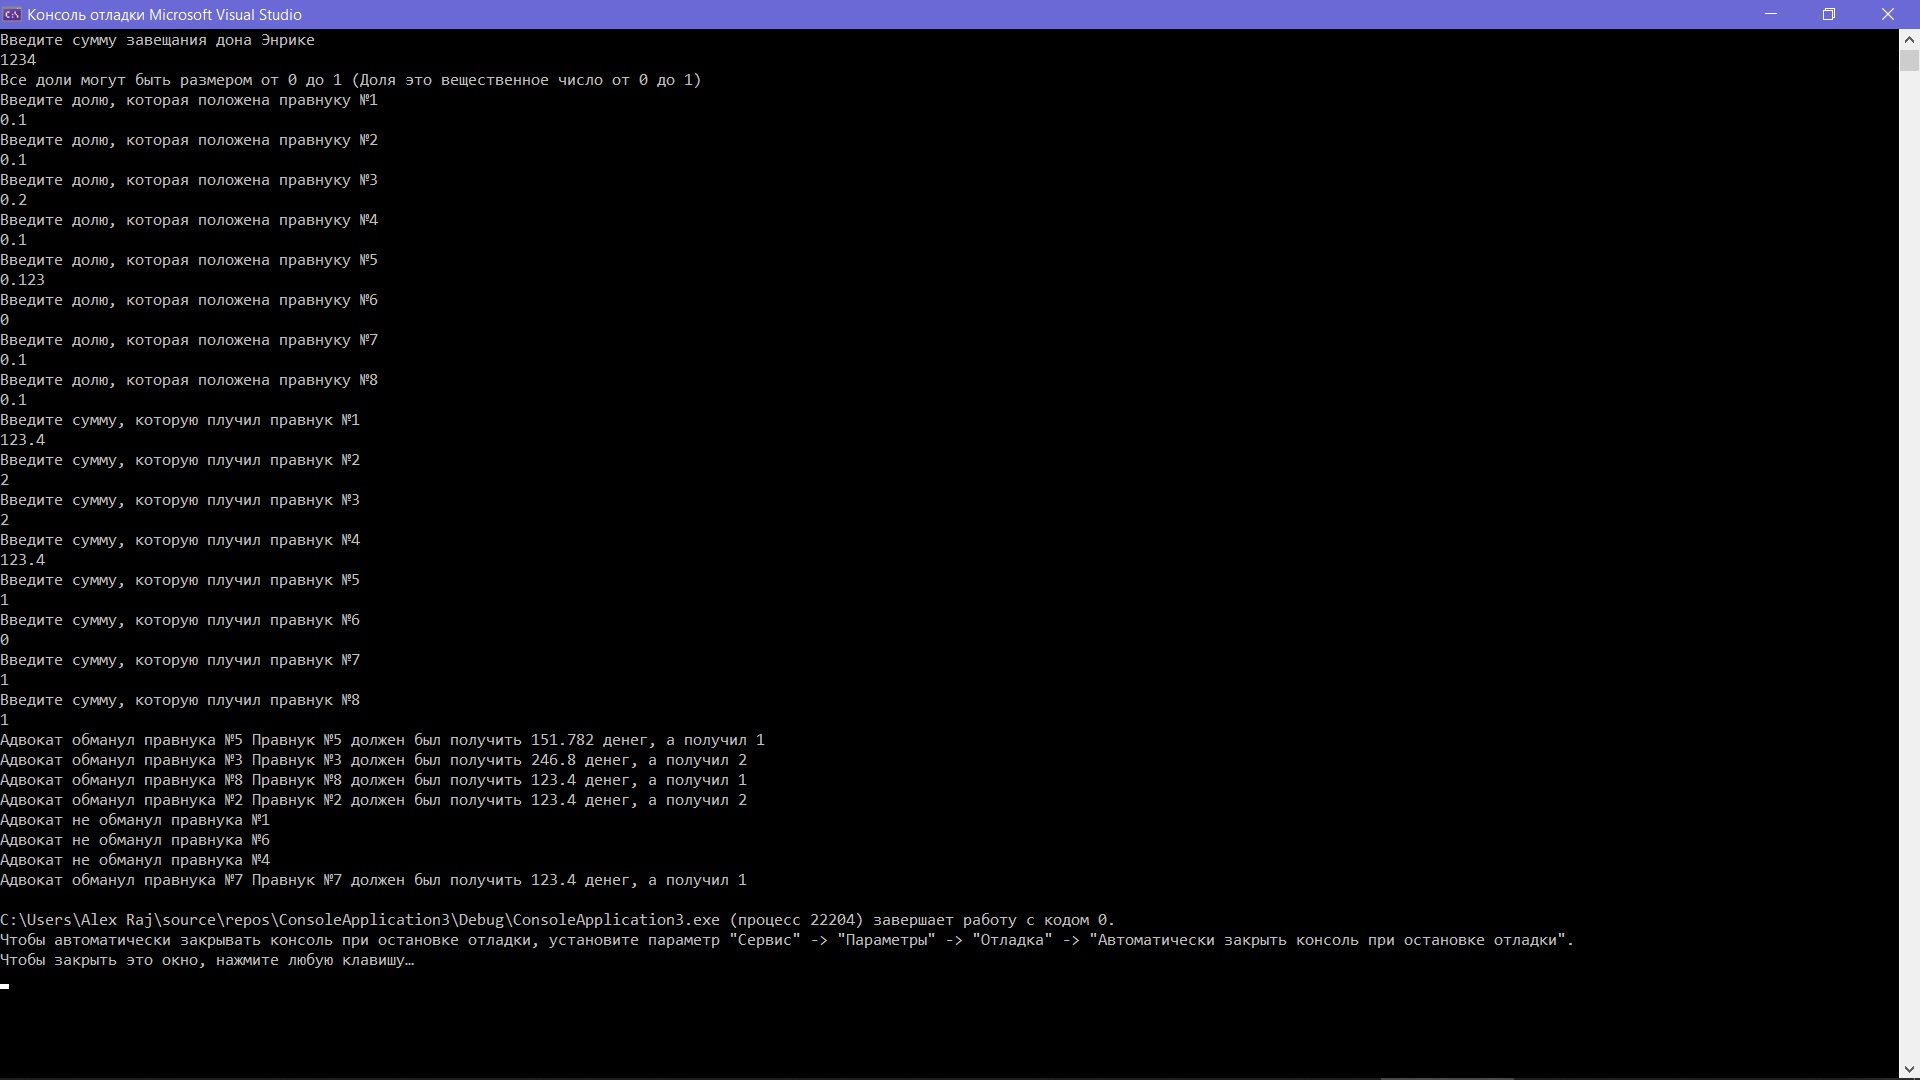 Консоль отладки Microsoft Visual Studio
Введите сумму завещания дона Энрике
1234
Все доли могут быть размером от 0 до 1 (Доля это вещественное число от 0 до 1)
Введите долю, которая положена правнуку №1
0.1
Введите долю, которая положена правнуку №2
0.1
Введите долю, которая положена правнуку №3
0.2
Введите долю, которая положена правнуку №4
0.1
Введите долю, которая положена правнуку №5
0.123
Введите долю, которая положена правнуку №6
0
Введите долю, которая положена правнуку №7
0.1
Введите долю, которая положена правнуку №8
0.1
Введите сумму, которую плучил правнук №1
123.4
Введите сумму, которую плучил правнук №2
2
Введите сумму, которую плучил правнук №3
2
Введите сумму, которую плучил правнук №4
123.4
Введите сумму, которую плучил правнук №5
1
Введите сумму, которую плучил правнук №6
0
Введите сумму, которую плучил правнук №7
1
Введите сумму, которую плучил правнук №8
1
Адвокат обманул правнука №5 Правнук №5 должен был получить 151.782 денег, а получил 1
Адвокат обманул правнука №3 Правнук №3 должен был получить 246.8 денег, а получил 2
Адвокат обманул правнука №8 Правнук №8 должен был получить 123.4 денег, а получил 1
Адвокат обманул правнука №2 Правнук №2 должен был получить 123.4 денег, а получил 2
Адвокат не обманул правнука №1
Адвокат не обманул правнука №6
Адвокат не обманул правнука №4
Адвокат обманул правнука №7 Правнук №7 должен был получить 123.4 денег, а получил 1
C:\Users\Alex Raj\source\repos\ConsoleApplication3\Debug\ConsoleApplication3.exe (процесс 22204) завершает работу с кодом 0.
Чтобы автоматически закрывать консоль при остановке отладки, установите параметр "Сервис" -> "Параметры" -> "Отладка" -> "Автоматически закрыть консоль при остановке отладки".
Чтобы закрыть это окно, нажмите любую клавишу…